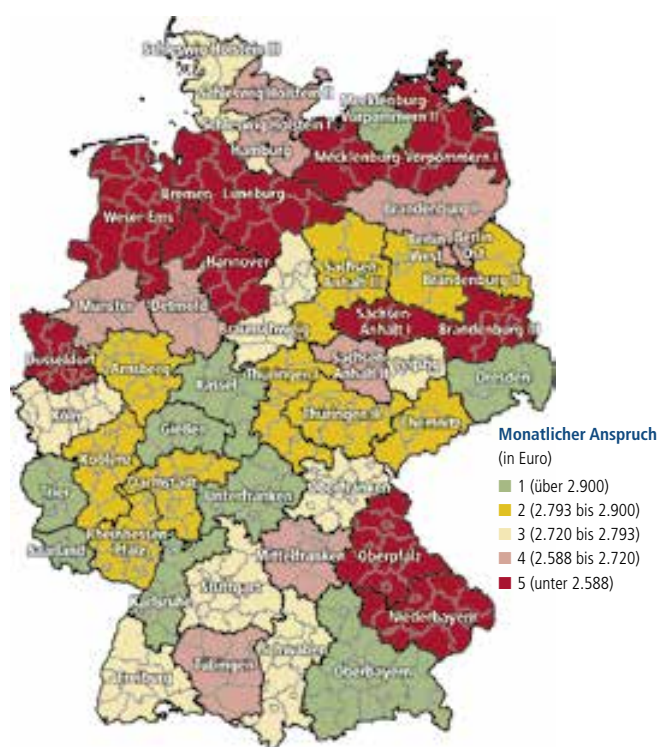 Schleswig Holstein III
Schleswig Holstein II
Mecklenburg-
Vorpommern II
Schleswig Holstein I
Hamburg
Mecklenburg-Vorpommern I
Bremen
Lüneburg
Weser-Ems
Brandenburg I
Berlin
West
Berlin
Ost
Hannover
Sachsen-
Brandenburg II
Münster
Detmold
Braunschweig
Sachsen-
Anhalt I
Brandenburg III
Düsseldorf
Arnsberg
Kassel
Thüringen I
Sachsen-
Anhalt II
Leipzig
Dresden
Köln
Gießen
Thüringen II
Chemnitz
Koblenz
Monatlicher Anspruch
(in Euro)
1 (über 2.900)
2 (2.793 bis 2.900)
3 (2.720 bis 2.793)
4 (2.588 bis 2.720)
5 (unter 2.588)
Trier
Darmstadt
Unterfranken
Oberfranken
Saarland
Rheinhessen-
Pfalz
Mittelfranken
Oberpfalz
Karlsruhe
Stuttgart
Niederbayern
Tübingen
Schwaben
Freiburg
Oberbayern